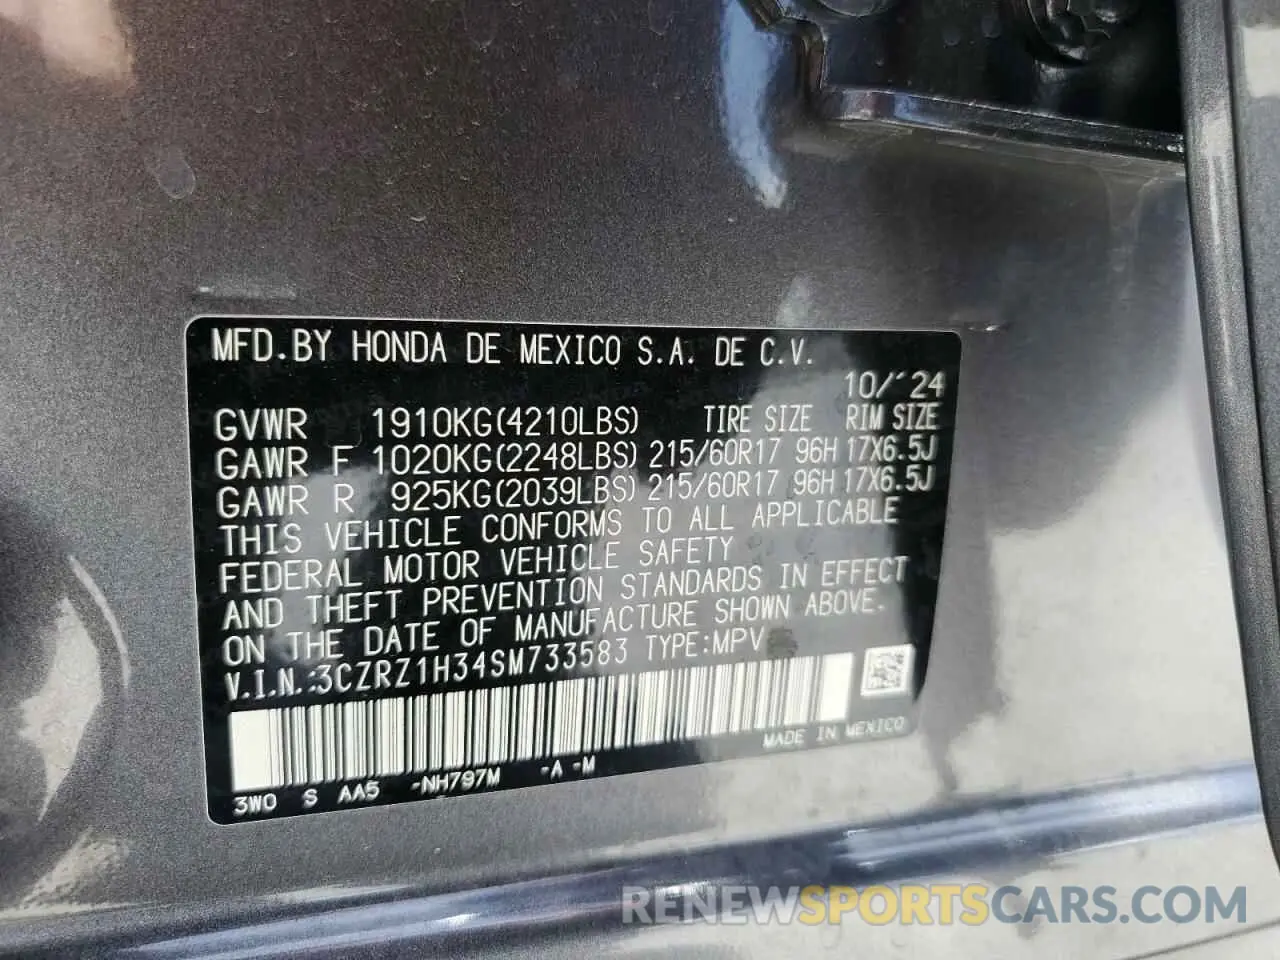 MFD.BY HONDA DE MEXICO S.A. DE C.V.
10/'24
GVWR 1910KG(4210LBS) TIRE SIZE RIM SIZE
GAWR F 1020KG(2248LBS) 215/60R17 96H 17X6.5J
GAWR R 925KG(2039LBS) 215/60R17 96H 17X6.5J
THIS VEHICLE CONFORMS TO ALL APPLICABLE
FEDERAL MOTOR VEHICLE SAFETY
AND THEFT PREVENTION STANDARDS IN EFFECT
ON THE DATE OF MANUFACTURE SHOWN ABOVE.
V.I.N.:3CZRZ1H34SM733583 TYPE:MPV
MADE IN MEXICO
3W0 S AA5 -NH797M -A -M
RENEWSPORTSCARS.COM